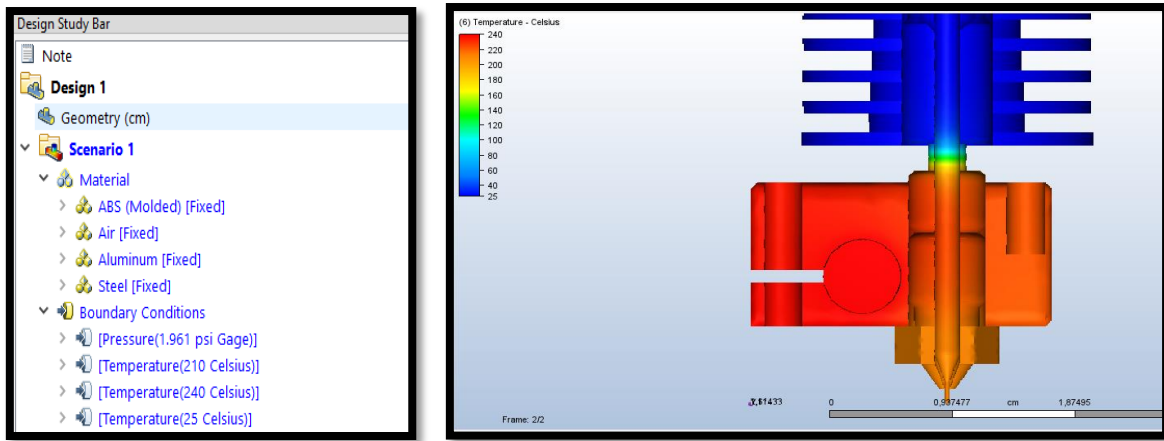 Design Study Bar
Note
Design 1
Geometry (cm)
Scenario 1
Material
ABS (Molded) [Fixed]
Air [Fixed]
Aluminum [Fixed]
Steel [Fixed]
Boundary Conditions
[Pressure(1.961 psi Gage)]
[Temperature(210 Celsius)]
[Temperature(240 Celsius)]
[Temperature(25 Celsius)]
(6) Temperature - Celsius
240
220
200
180
160
140
120
100
80
60
40
25
0 0,937477 cm 1,87495
Frame: 2/2